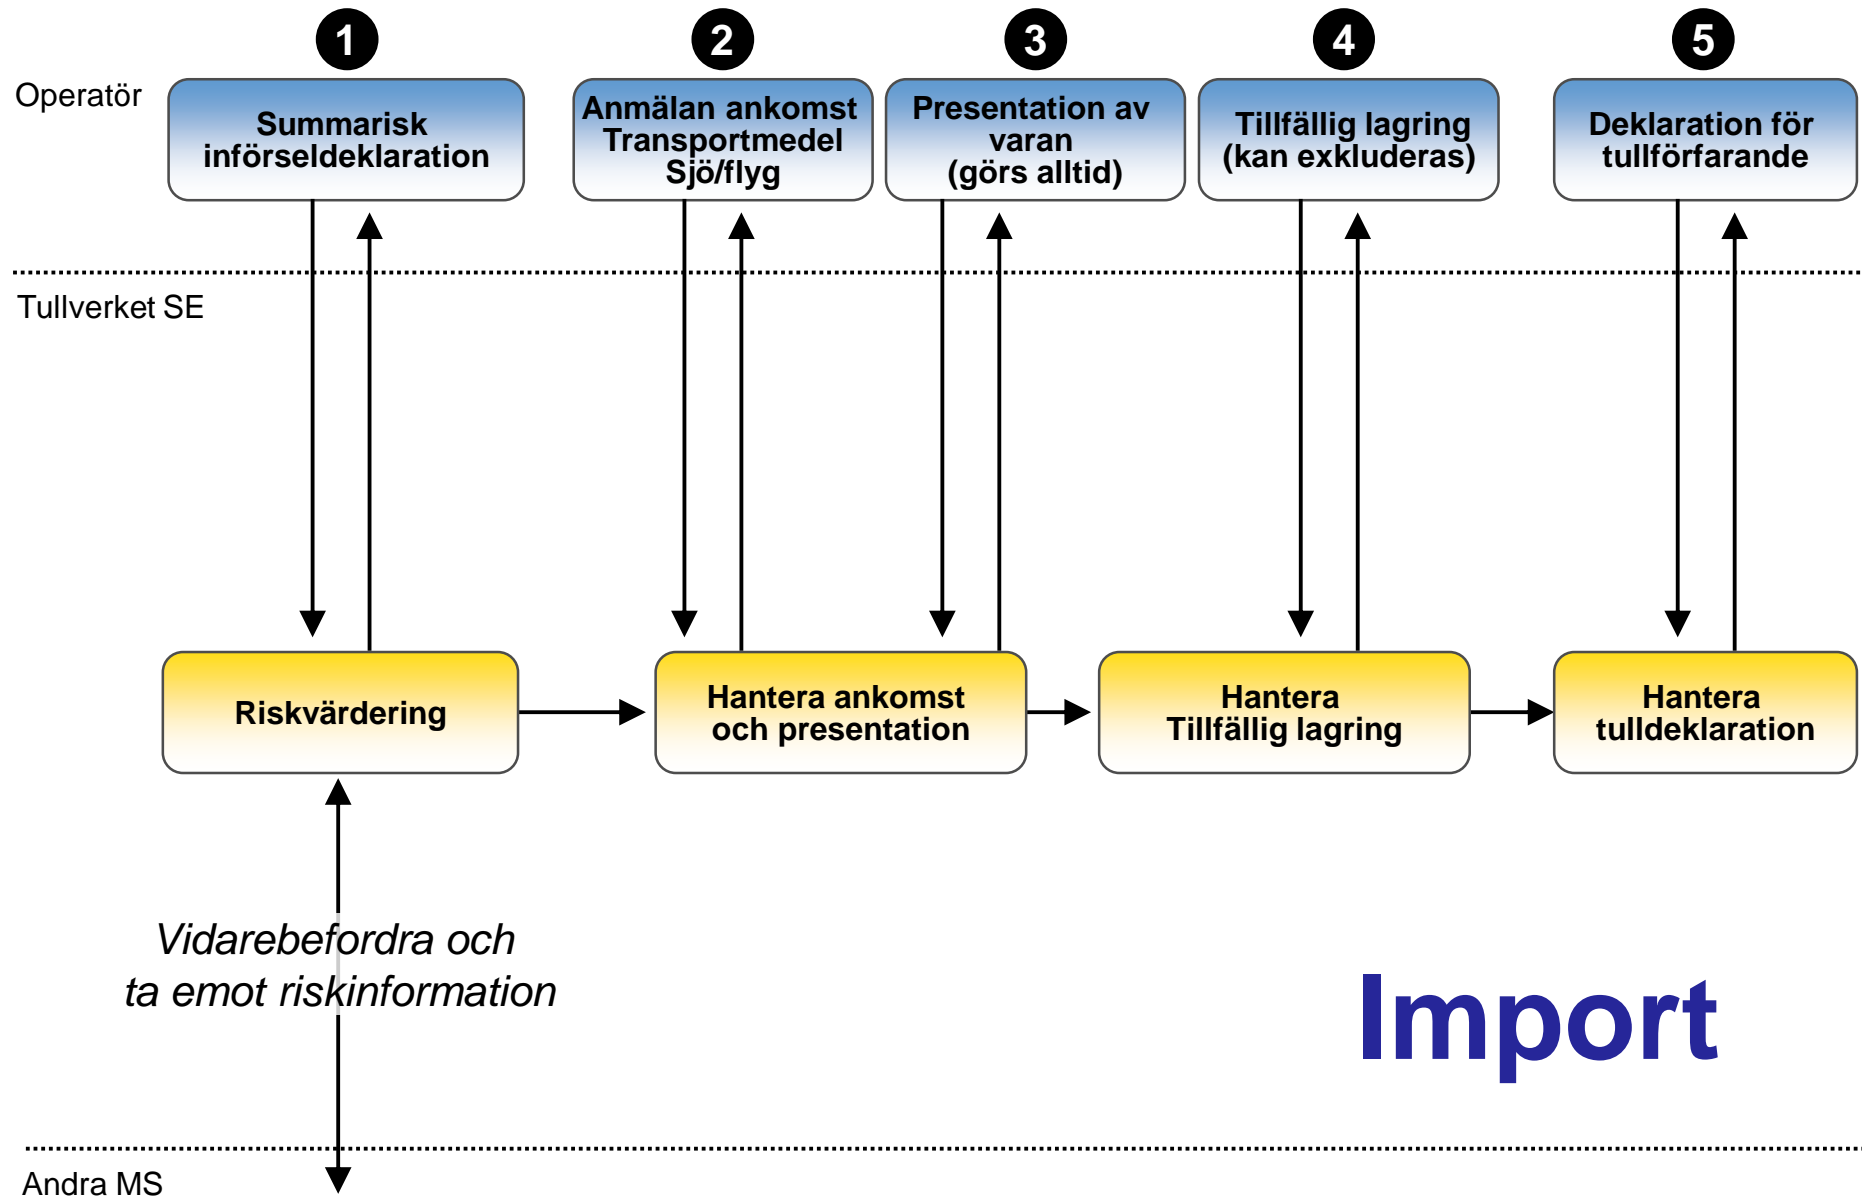 1
2
3
4
5
Operatör
Summarisk
införseldeklaration
Anmälan ankomst
Transportmedel
Sjö/flyg
Presentation av
varan
(görs alltid)
Tillfällig lagring
(kan exkluderas)
Deklaration för
tullförfarande
Tullverket SE
Riskvärdering
Hantera ankomst
och presentation
Hantera
Tillfällig lagring
Hantera
tulldeklaration
Vidarebefordra och
ta emot riskinformation
Import
Andra MS